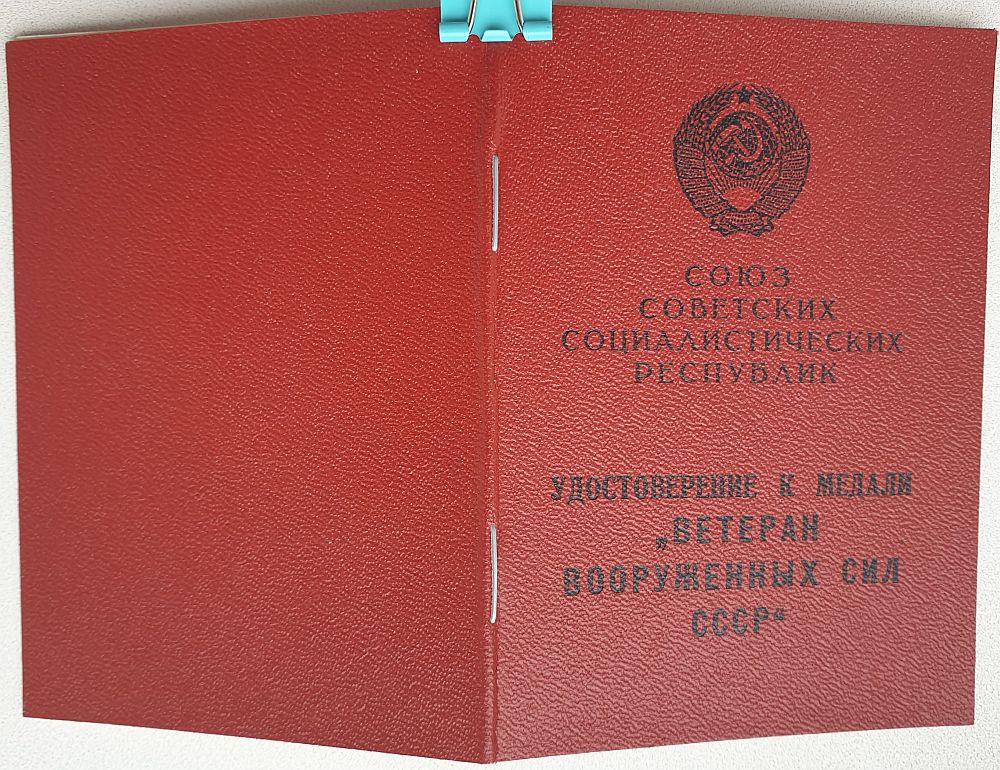 СОЮЗ
СОВЕТСКИХ
СОЦИАЛИСТИЧЕСКИХ
РЕСПУБЛИК
УДОСТОВЕРЕНИЕ К МЕДАЛИ
„ВЕТЕРАН
ВООРУЖЕННЫХ СИЛ
СССР“